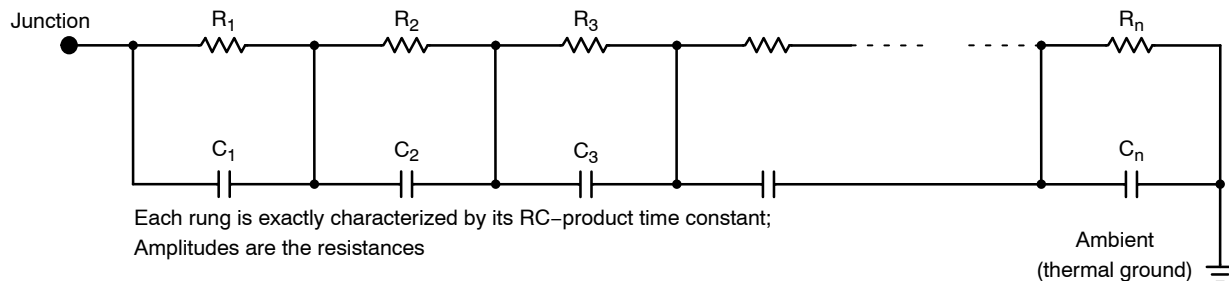 Junction
R1
R2
R3
Rn
C1
C2
C3
Cn
Each rung is exactly characterized by its RC−product time constant;
Amplitudes are the resistances
Ambient
(thermal ground)